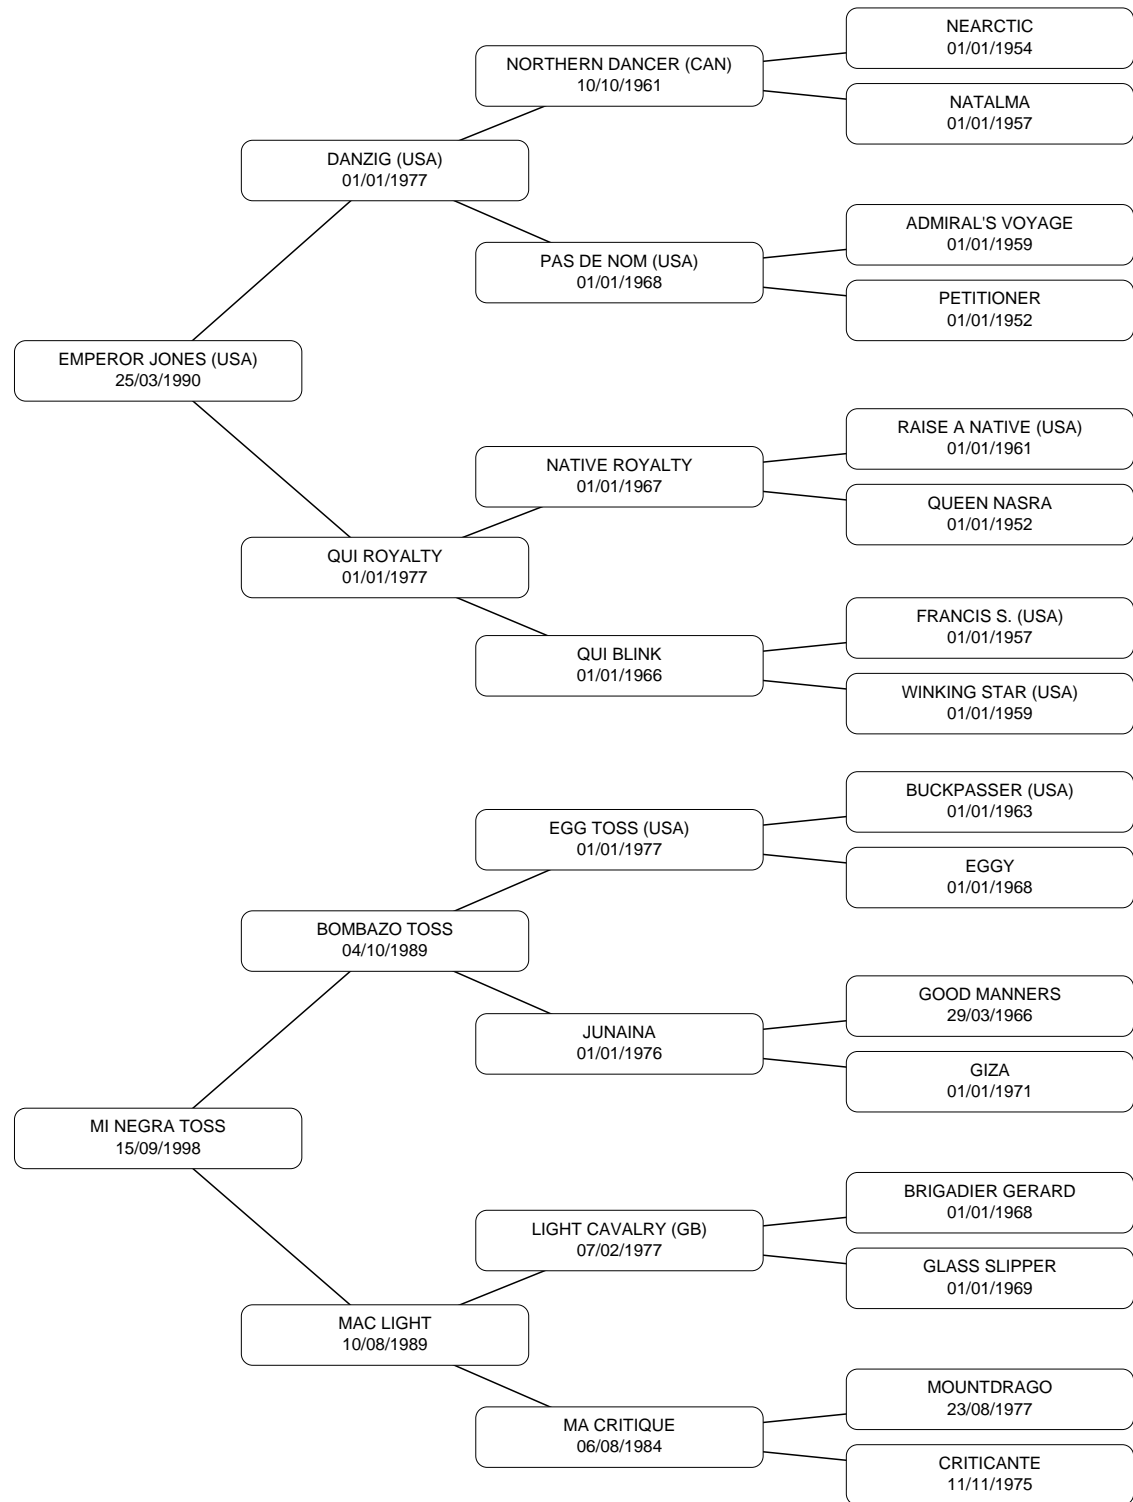 NEARCTIC
01/01/1954
NORTHERN DANCER (CAN)
10/10/1961
NATALMA
01/01/1957
DANZIG (USA)
01/01/1977
ADMIRAL'S VOYAGE
01/01/1959
PAS DE NOM (USA)
01/01/1968
PETITIONER
01/01/1952
EMPEROR JONES (USA)
25/03/1990
RAISE A NATIVE (USA)
01/01/1961
NATIVE ROYALTY
01/01/1967
QUEEN NASRA
01/01/1952
QUI ROYALTY
01/01/1977
FRANCIS S. (USA)
01/01/1957
QUI BLINK
01/01/1966
WINKING STAR (USA)
01/01/1959
BUCKPASSER (USA)
01/01/1963
EGG TOSS (USA)
01/01/1977
EGGY
01/01/1968
BOMBAZO TOSS
04/10/1989
GOOD MANNERS
29/03/1966
JUNAINA
01/01/1976
GIZA
01/01/1971
MI NEGRA TOSS
15/09/1998
BRIGADIER GERARD
01/01/1968
LIGHT CAVALRY (GB)
07/02/1977
GLASS SLIPPER
01/01/1969
MAC LIGHT
10/08/1989
MOUNTDRAGO
23/08/1977
MA CRITIQUE
06/08/1984
CRITICANTE
11/11/1975